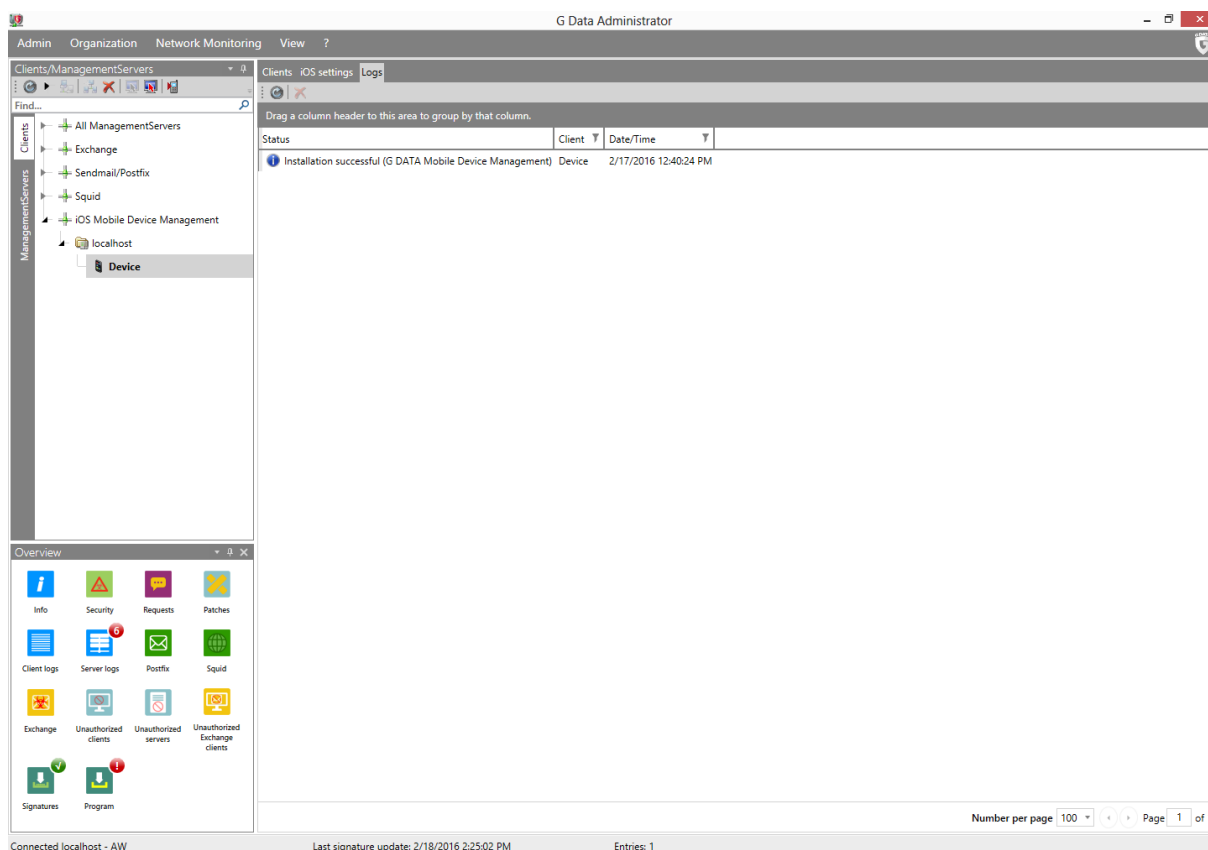 G Data Administrator
Admin Organization Network Monitoring View ?
Clients/ManagementServers
Find...
Clients
ManagementServers
All ManagementServers
Exchange
Sendmail/Postfix
Squid
iOS Mobile Device Management
localhost
Device
Clients iOS settings Logs
Drag a column header to this area to group by that column.
Status Client Date/Time
Installation successful (G DATA Mobile Device Management) Device 2/17/2016 12:40:24 PM
Overview
Info Security Requests Patches
6
Client logs Server logs Postfix Squid
Exchange Unauthorized clients Unauthorized servers Unauthorized Exchange clients
Signatures Program
Number per page 100 Page 1 of
Connected localhost - AW Last signature update: 2/18/2016 2:25:02 PM Entries: 1